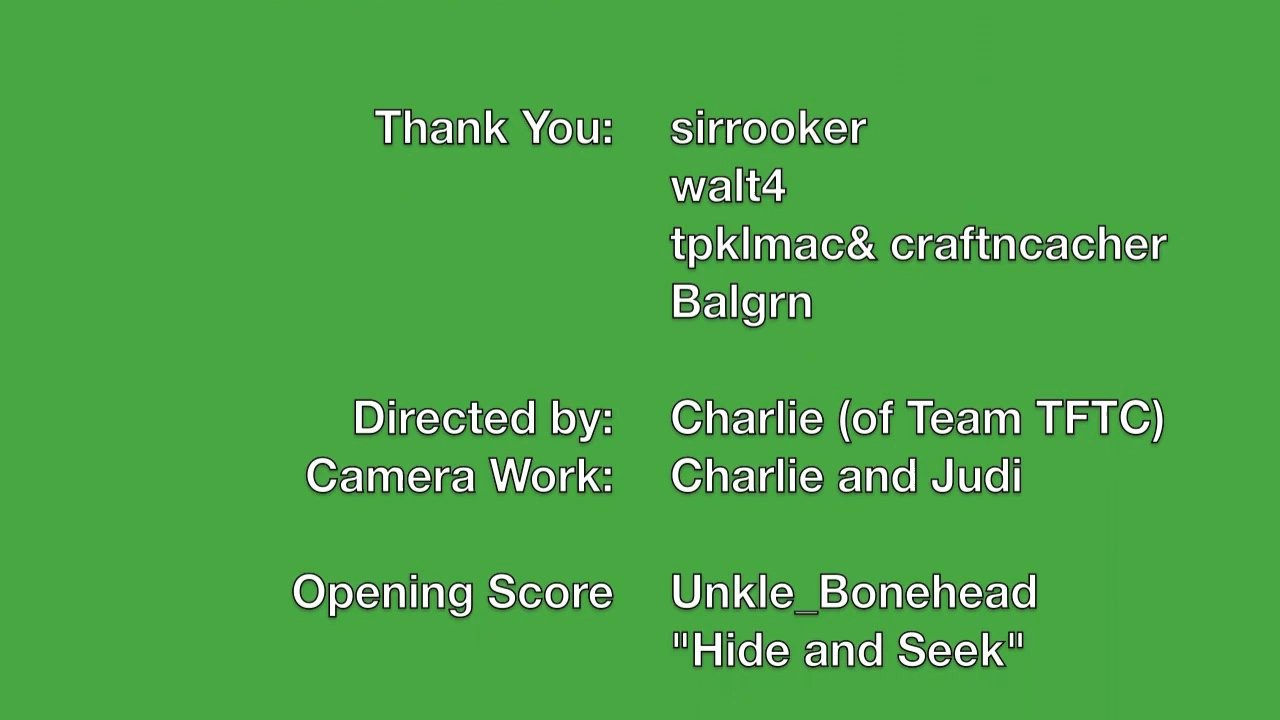 Thank You: sirrooker
walt4
tpklmac& craftncacher
Balgrn
Directed by: Charlie (of Team TFTC)
Camera Work: Charlie and Judi
Opening Score Unkle_Bonehead
"Hide and Seek"